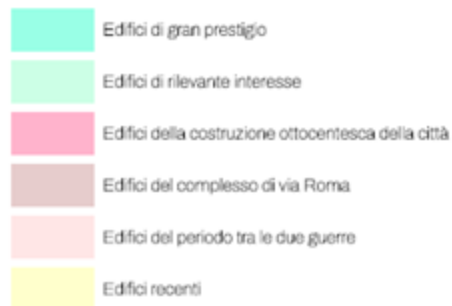 Edifici di gran prestigio
Edifici di rilevante interesse
Edifici della costruzione ottocentesca della città
Edifici del complesso di via Roma
Edifici del periodo tra le due guerre
Edifici recenti